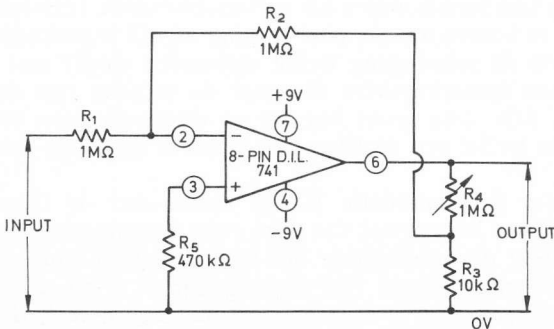 R2
1MΩ
+9V
R1
7
2
−
1MΩ
8-PIN D.I.L.
741
6
3
+
R4
1MΩ
4
INPUT
−9V
OUTPUT
R5
470kΩ
R3
10kΩ
0V